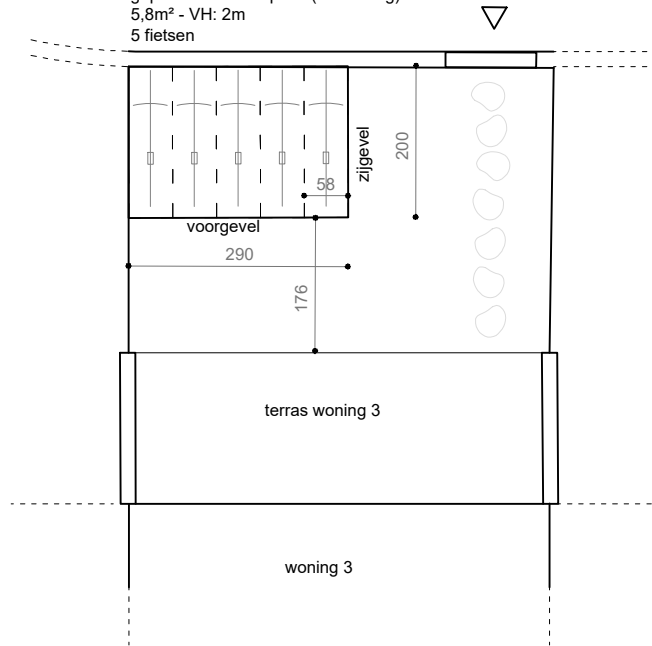 5,8m² - VH: 2m
5 fietsen
zijgevel
200
58
voorgevel
290
176
terras woning 3
woning 3